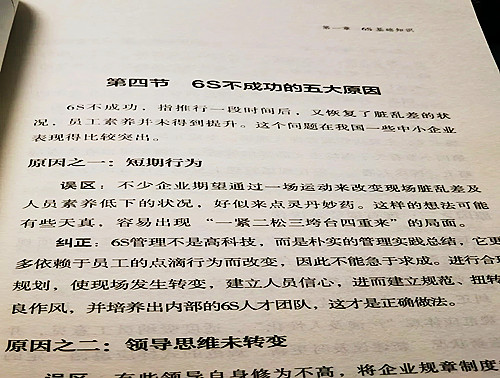 第一章 6S基础知识
第四节 6S不成功的五大原因
6S不成功，指推行一段时间后，又恢复了脏乱差的状
况，员工素养并未得到提升。这个问题在我国一些中小企业
表现得比较突出。
原因之一：短期行为
误区：不少企业期望通过一场运动来改变现场脏乱差及
人员素养低下的状况，好似来点灵丹妙药。这样的想法可能
有些天真，容易出现“一紧二松三垮台四重来”的局面。
纠正：6S管理不是高科技，而是朴实的管理实践总结，它更
多依赖于员工的点滴行为而改变，因此不能急于求成。进行合理
规划，使现场发生转变，建立人员信心，进而建立规范、扭转
良作风，并培养出内部的6S人才团队，这才是正确做法。
原因之二：领导思维未转变
误区：有些领导自身修为不高，将企业规章制度